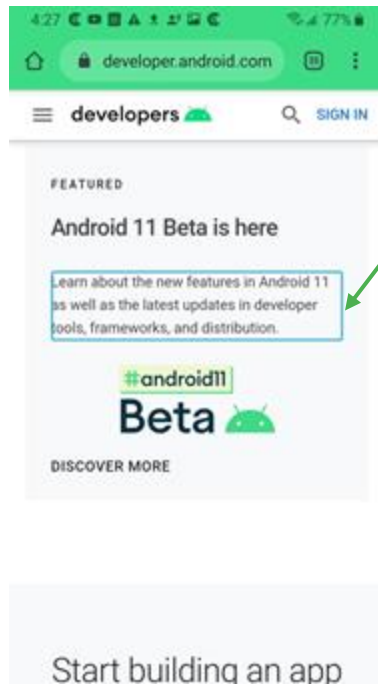 4:27 77%
developer.android.com
developers SIGN IN
FEATURED
Android 11 Beta is here
Learn about the new features in Android 11
as well as the latest updates in developer
tools, frameworks, and distribution.
#android11
Beta
DISCOVER MORE
Start building an app